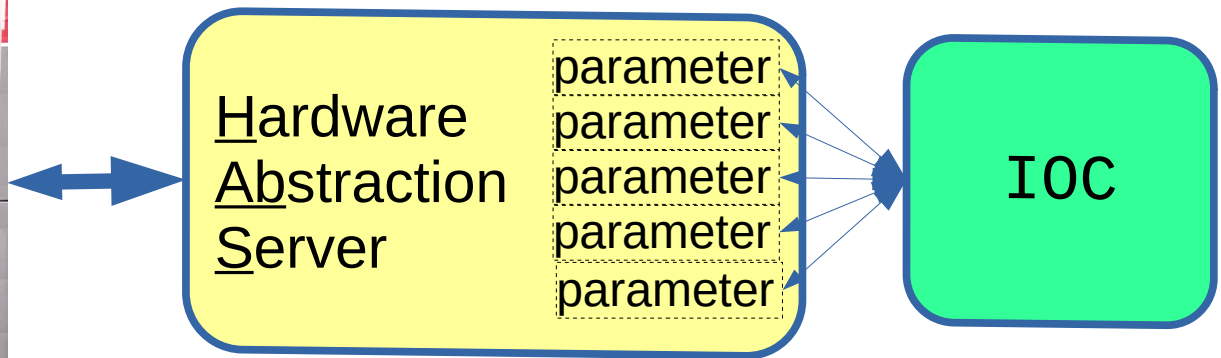 Hardware
Abstraction
Server
parameter
parameter
parameter
parameter
parameter
IOC